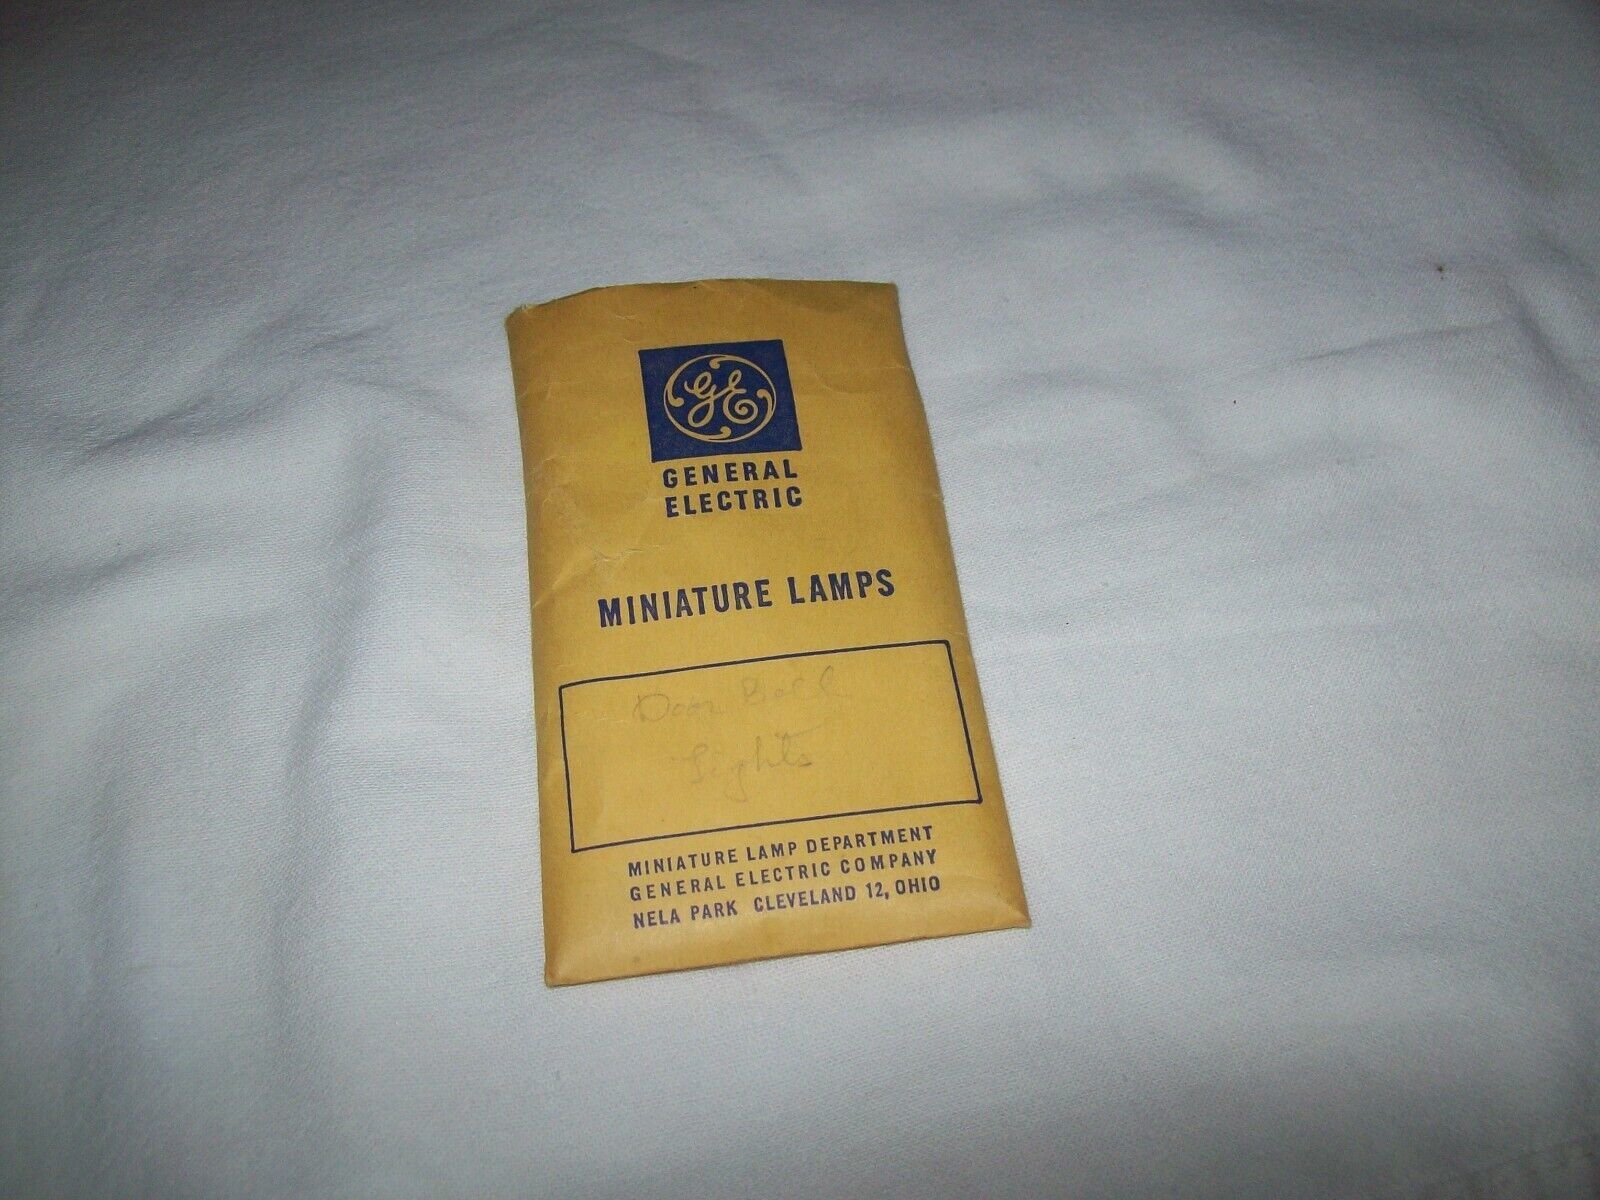 GE
GENERAL
ELECTRIC
MINIATURE LAMPS
Door Bell
Lights
MINIATURE LAMP DEPARTMENT
GENERAL ELECTRIC COMPANY
NELA PARK CLEVELAND 12, OHIO